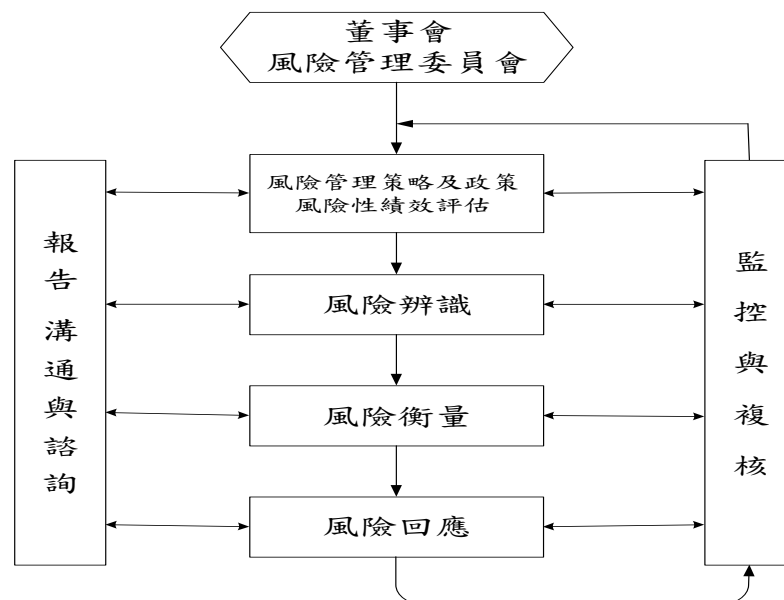 董事會
風險管理委員會
風險管理策略及政策
風險性績效評估
風險辨識
風險衡量
風險回應
報告 溝通與諮詢
監控與複核